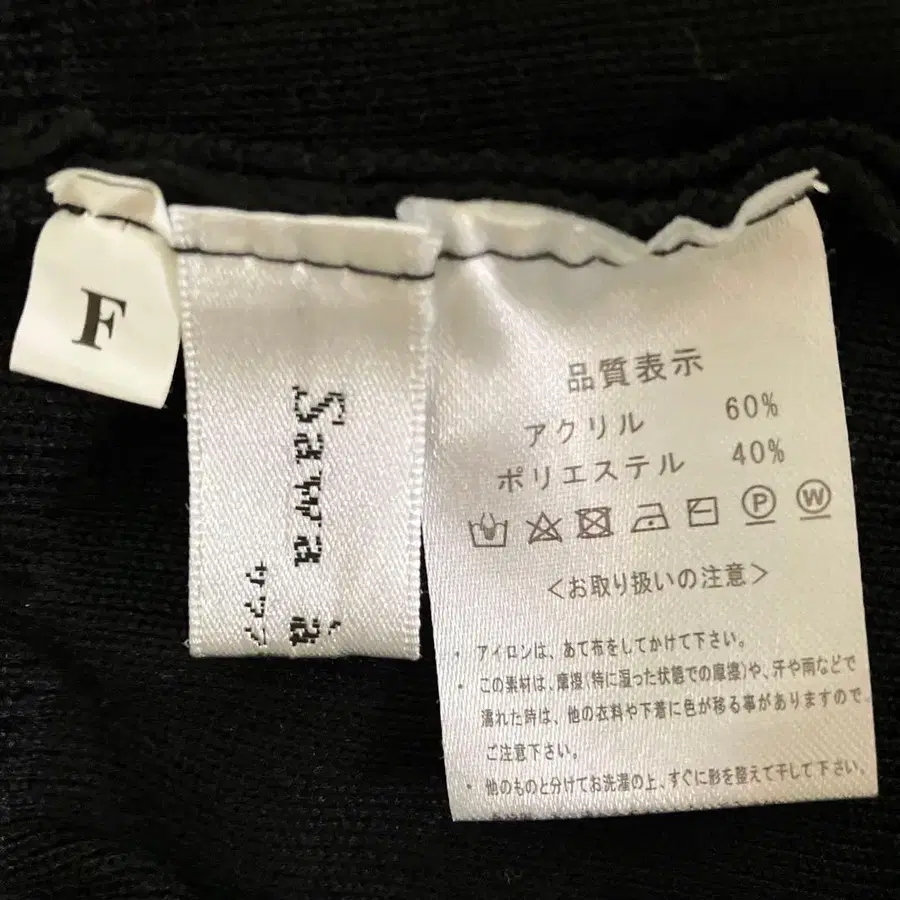 F
品質表示
アクリル 60%
ポリエステル 40%
P W
<お取り扱いの注意>
・アイロンは、あて布をしてかけて下さい。
・この素材は、摩擦(特に湿った状態での摩擦)や、汗や雨などで
濡れた時は、他の衣料や下着に色が移る事がありますので、
ご注意下さい。
・他のものと分けてお洗濯の上、すぐに形を整えて干して下さい。